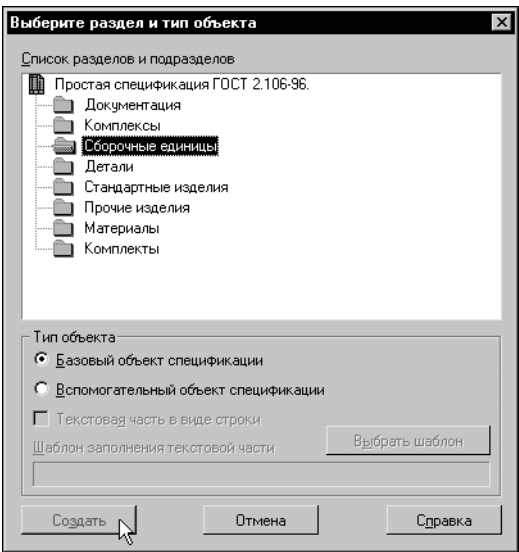 Выберите раздел и тип объекта
Список разделов и подразделов
Простая спецификация ГОСТ 2.106-96.
Документация
Комплексы
Сборочные единицы
Детали
Стандартные изделия
Прочие изделия
Материалы
Комплекты
Тип объекта
Базовый объект спецификации
Вспомогательный объект спецификации
Текстовая часть в виде строки
Шаблон заполнения текстовой части
Выбрать шаблон
Создать
Отмена
Справка